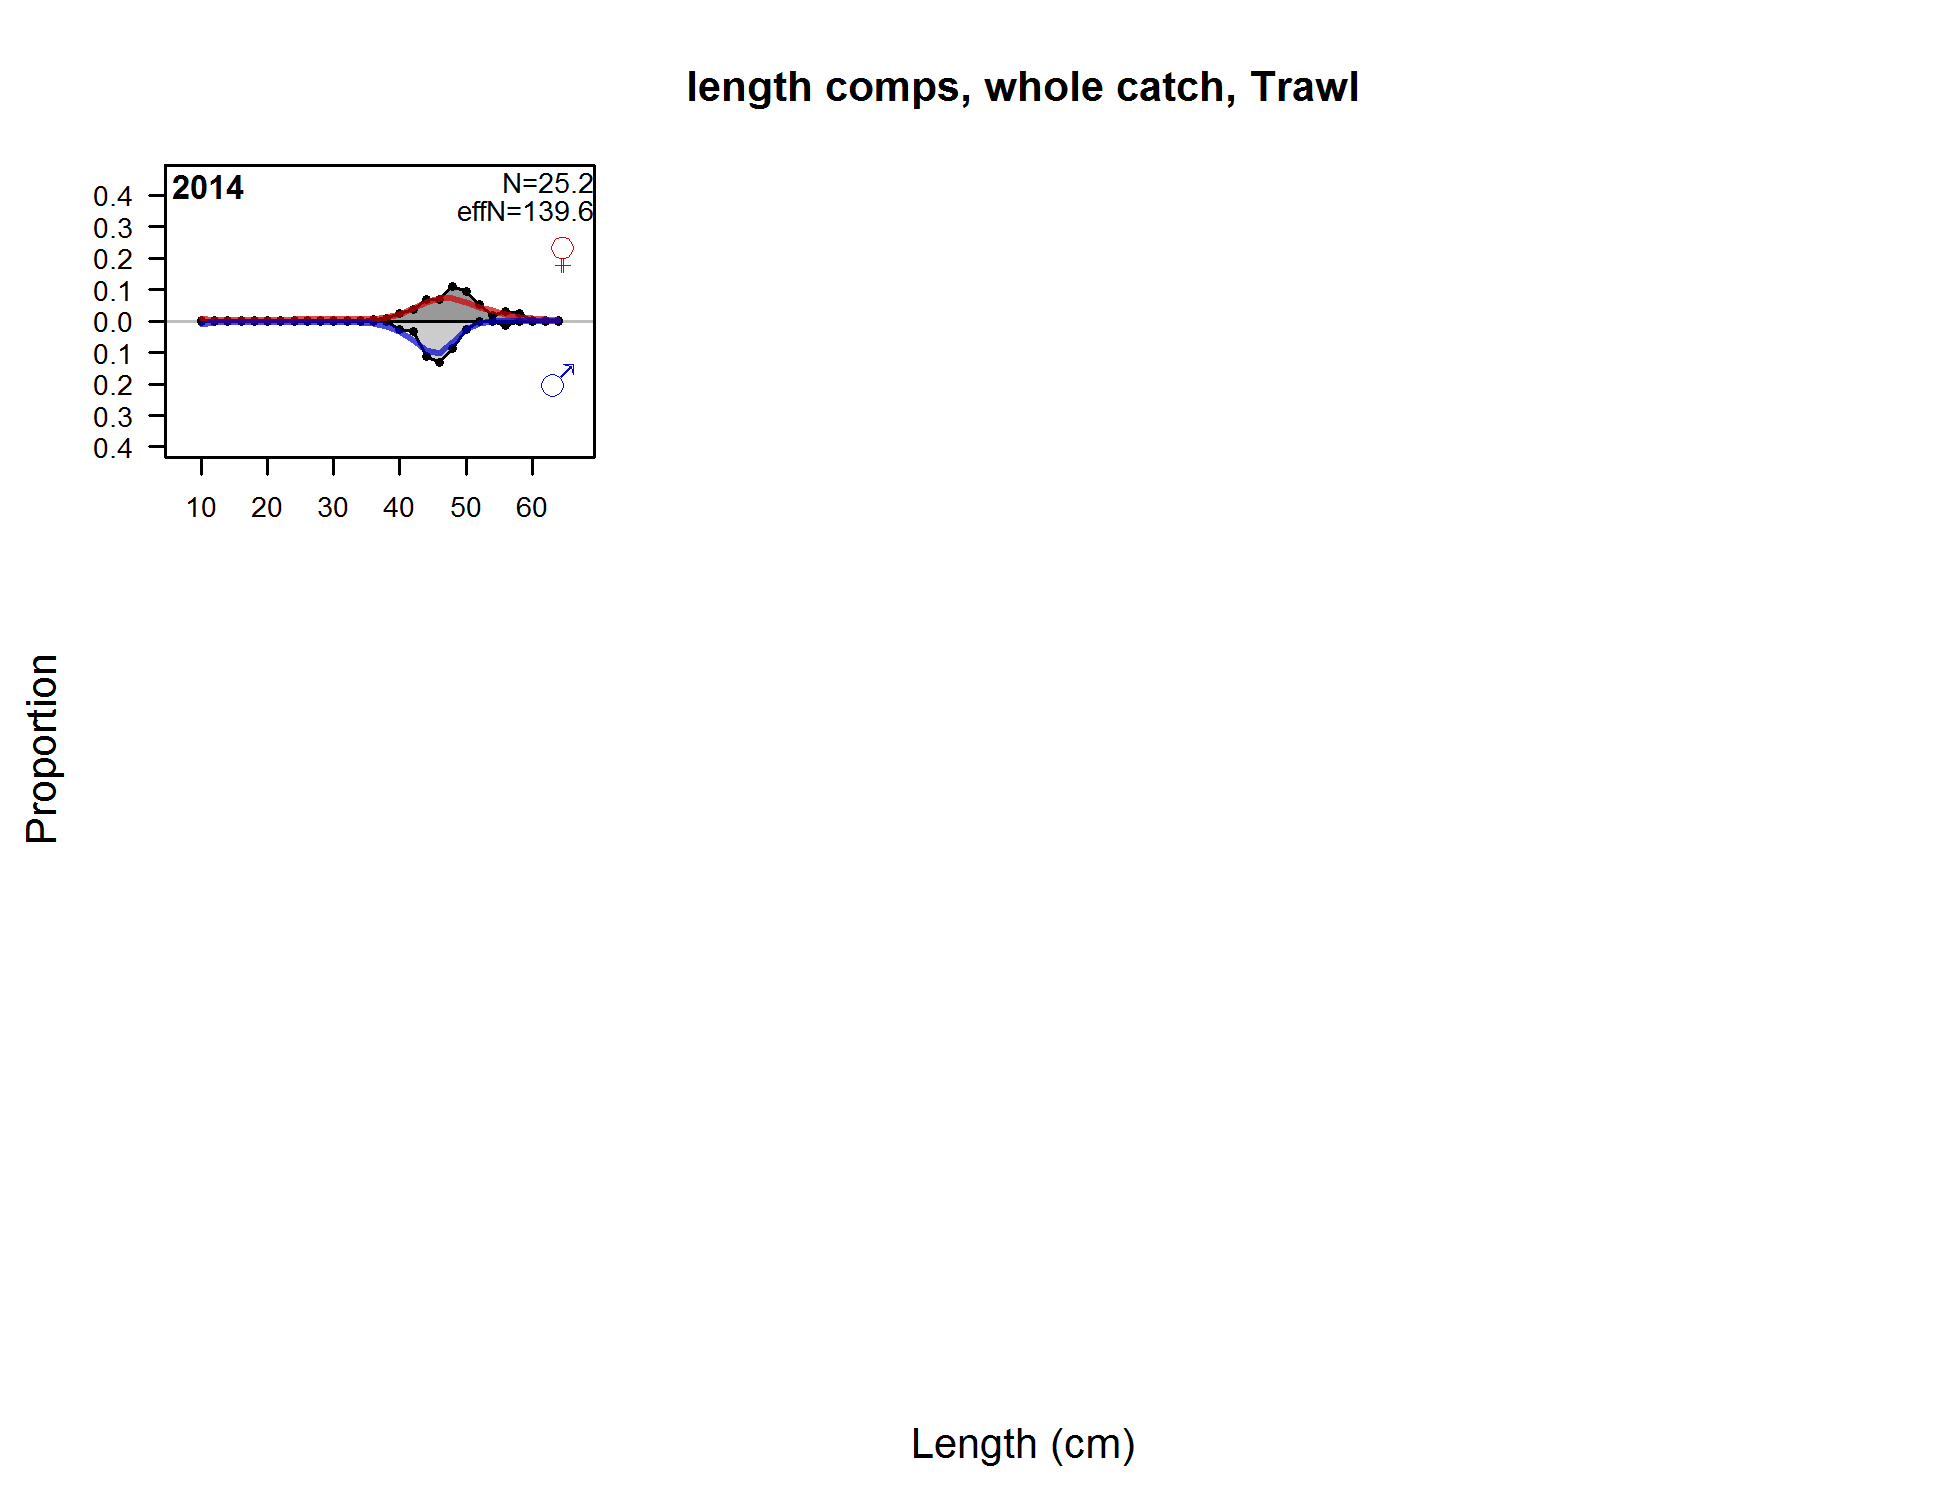 length comps, whole catch, Trawl
2014
N=25.2
effN=139.6
♀
♂
0.4
0.3
0.2
0.1
0.0
0.1
0.2
0.3
0.4
10 20 30 40 50 60
Proportion
Length (cm)